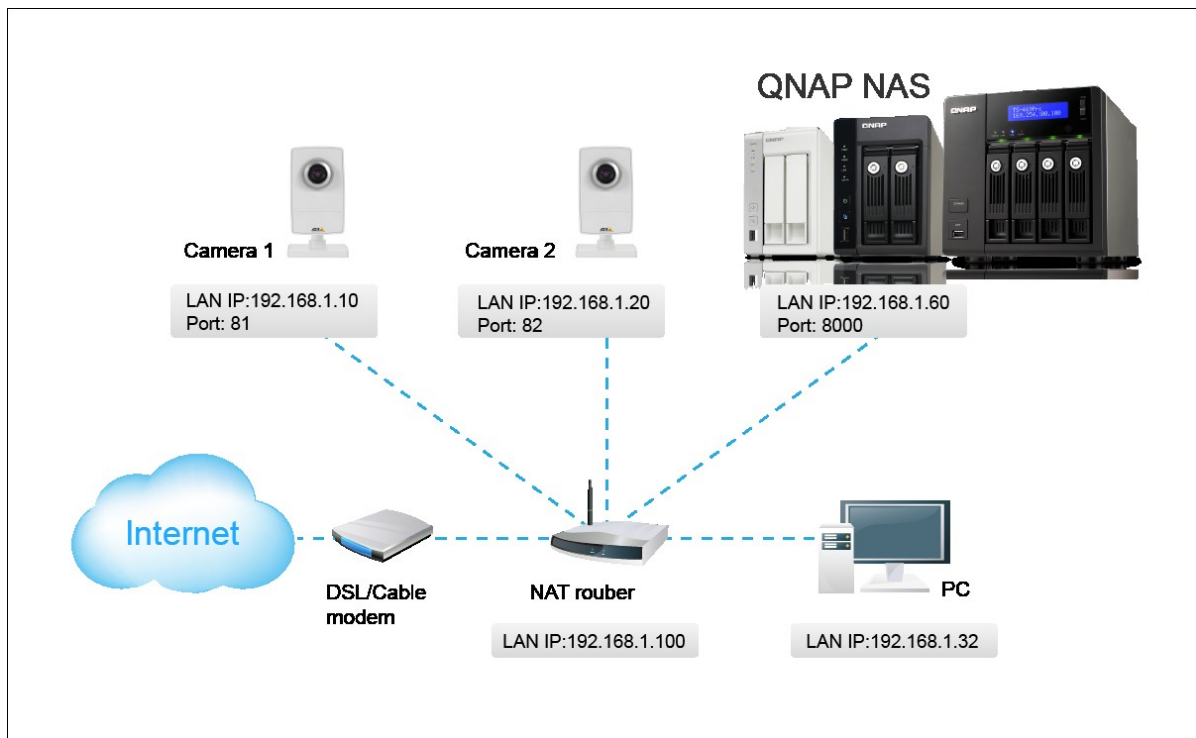 QNAP NAS
QNAP
QNAP
Camera 1
Camera 2
LAN IP:192.168.1.10
Port: 81
LAN IP:192.168.1.20
Port: 82
LAN IP:192.168.1.60
Port: 8000
Internet
DSL/Cable
modem
NAT rouber
PC
LAN IP:192.168.1.100
LAN IP:192.168.1.32